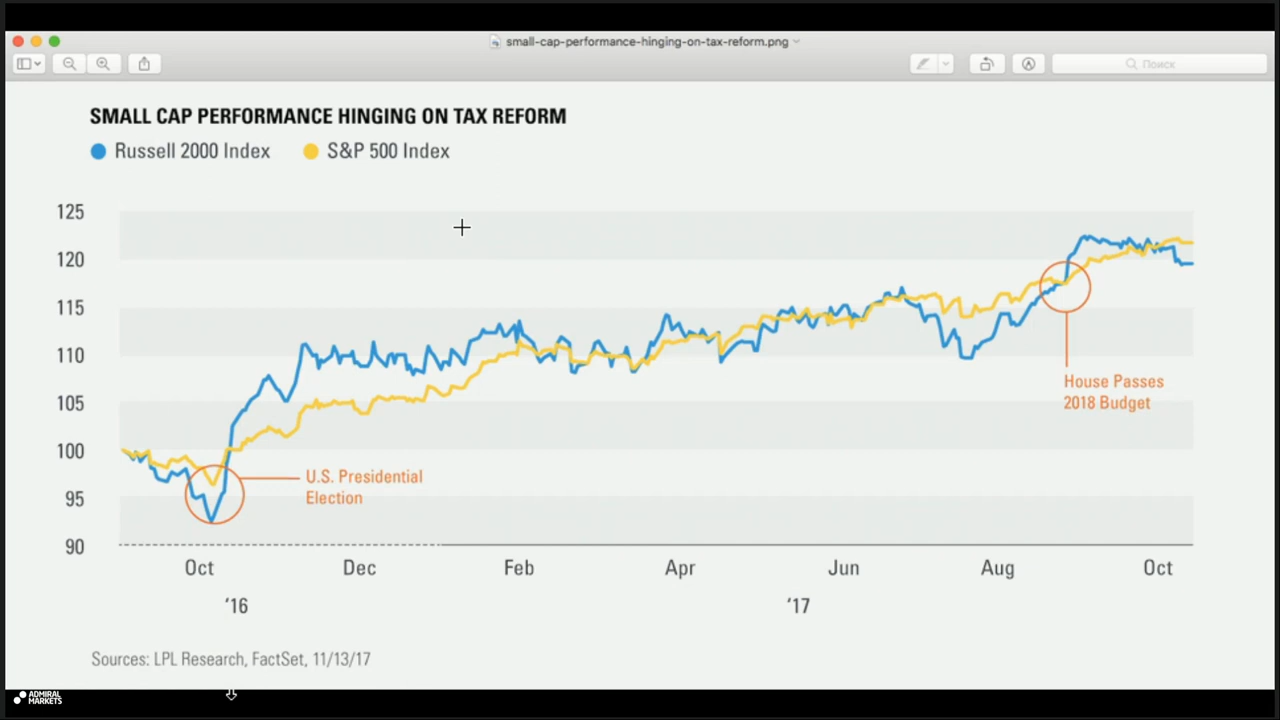 small-cap-performance-hinging-on-tax-reform.png
Поиск
SMALL CAP PERFORMANCE HINGING ON TAX REFORM
Russell 2000 Index S&P 500 Index
125
120
115
110
105
100
95
90
House Passes
2018 Budget
U.S. Presidential
Election
Oct Dec Feb Apr Jun Aug Oct
'16 '17
Sources: LPL Research, FactSet, 11/13/17
ADMIRAL
MARKETS